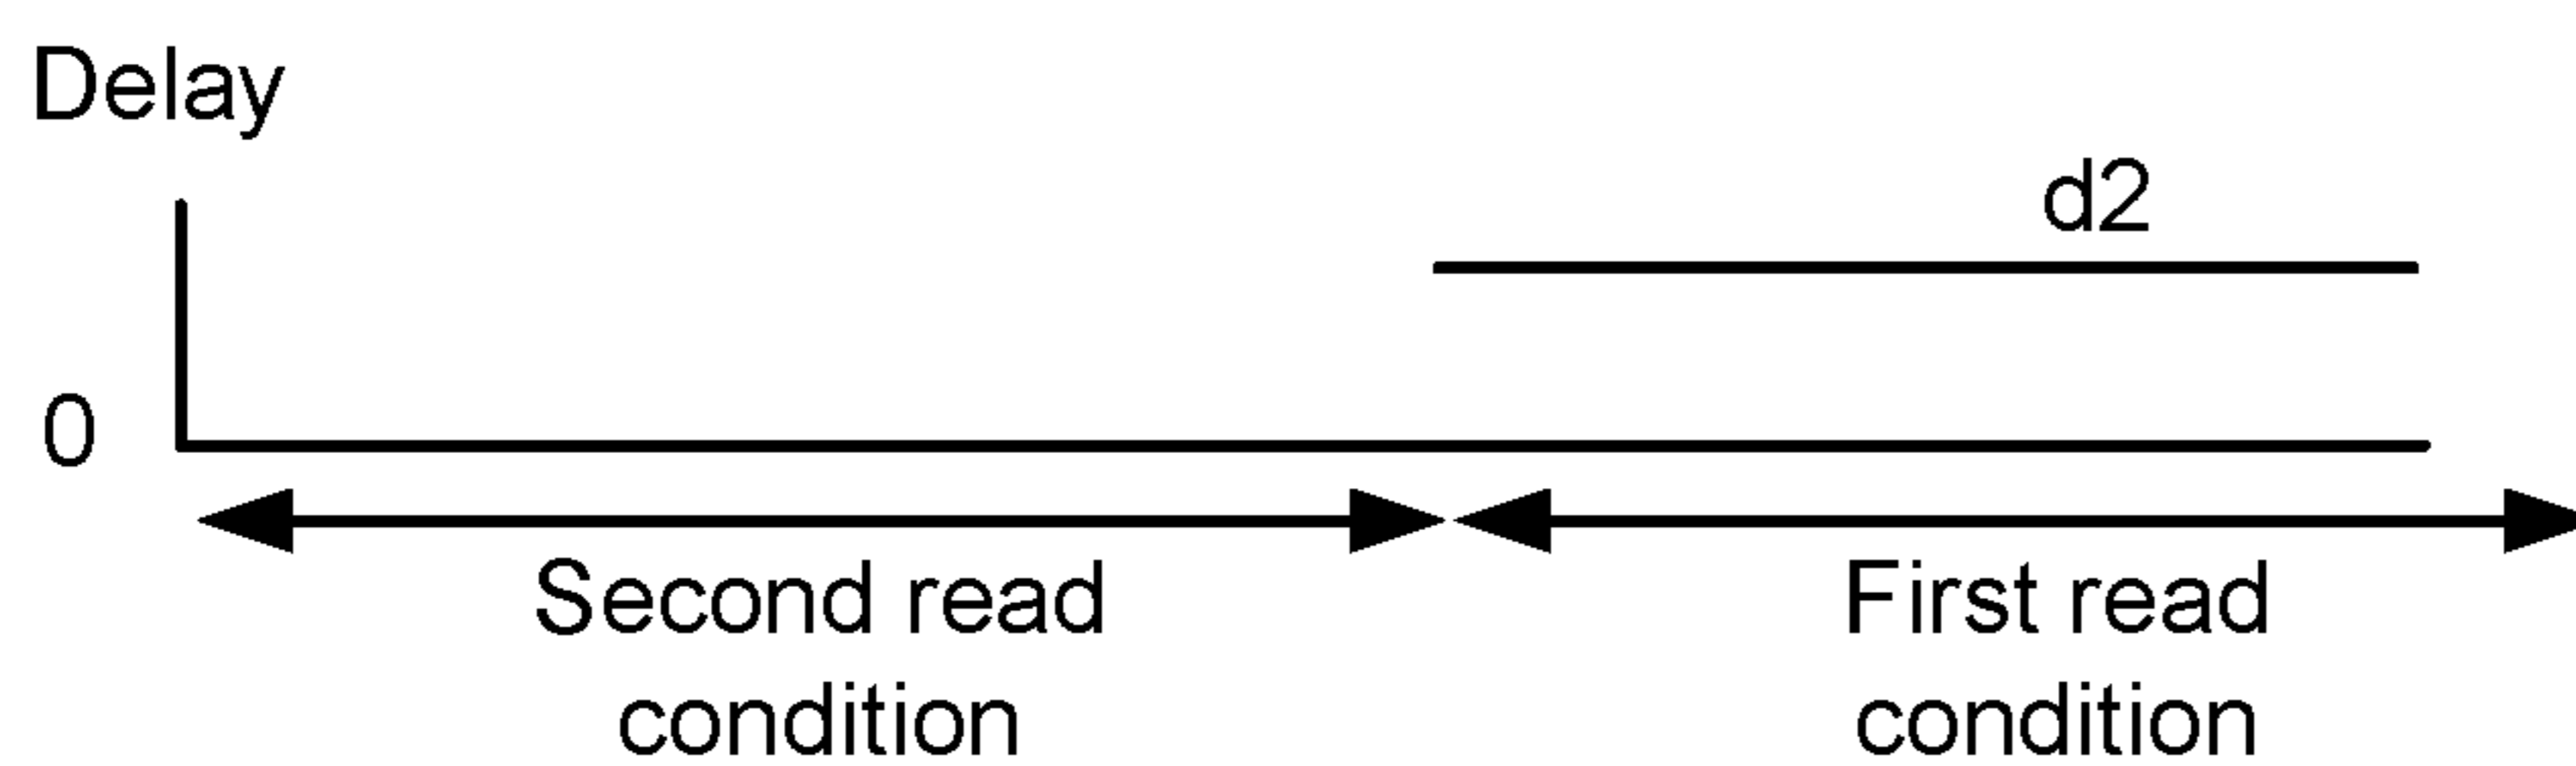 Delay
d2
0
Second read
condition
First read
condition